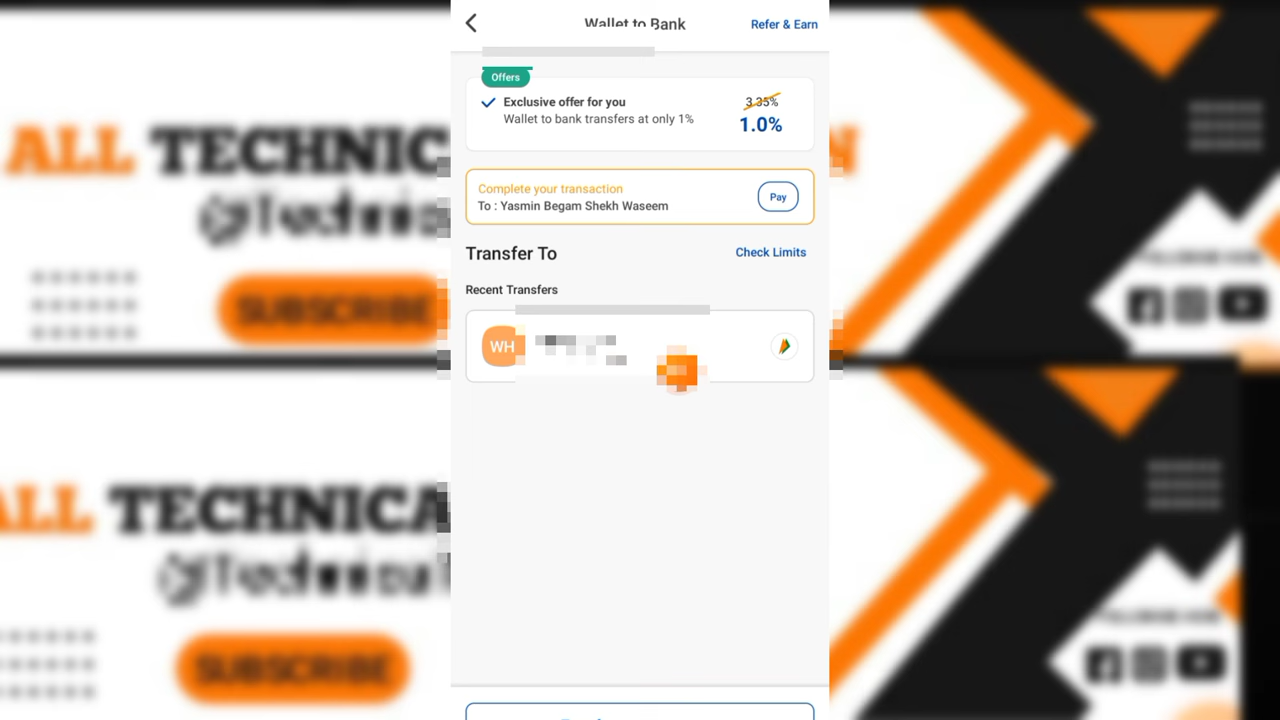 Wallet to Bank
Refer & Earn
Offers
Exclusive offer for you
3.35%
Wallet to bank transfers at only 1%
1.0%
Complete your transaction
To : Yasmin Begam Shekh Waseem
Pay
Transfer To
Check Limits
Recent Transfers
WH
ALL TECHNIC
SUBSCRIBE
ALL TECHNICA
SUBSCRIBE